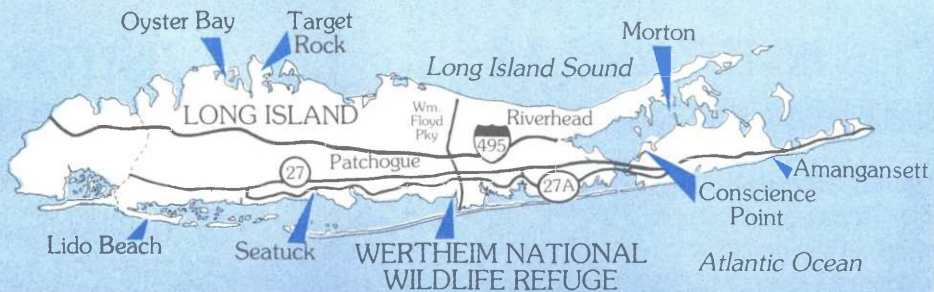 Oyster Bay
Target
Rock
Morton
Long Island Sound
LONG ISLAND
Wm.
Floyd
Pky
Riverhead
495
27
Patchogue
27A
Amangansett
Conscience
Point
Lido Beach
Seatuck
WERTHEIM NATIONAL
WILDLIFE REFUGE
Atlantic Ocean